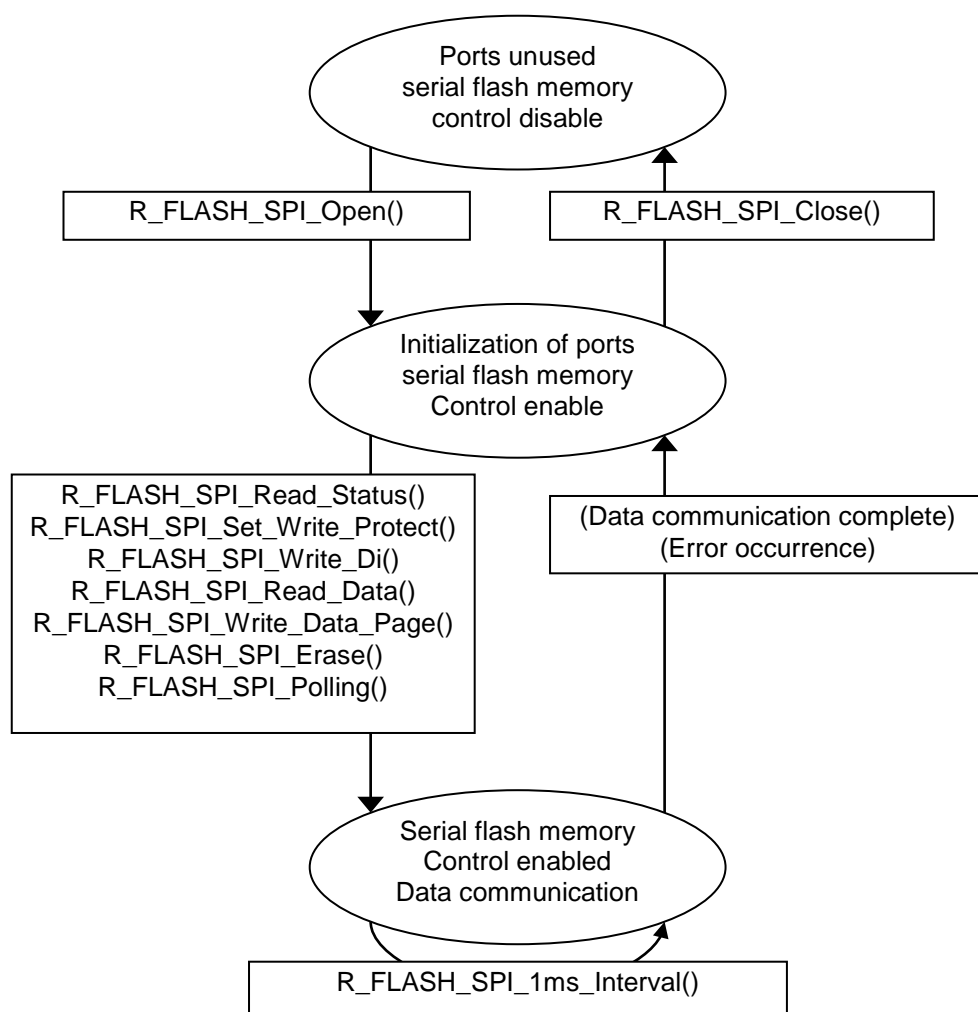 Ports unused
serial flash memory
control disable
R_FLASH_SPI_Open()
R_FLASH_SPI_Close()
Initialization of ports
serial flash memory
Control enable
R_FLASH_SPI_Read_Status()
R_FLASH_SPI_Set_Write_Protect()
R_FLASH_SPI_Write_Di()
R_FLASH_SPI_Read_Data()
R_FLASH_SPI_Write_Data_Page()
R_FLASH_SPI_Erase()
R_FLASH_SPI_Polling()
(Data communication complete)
(Error occurrence)
Serial flash memory
Control enabled
Data communication
R_FLASH_SPI_1ms_Interval()